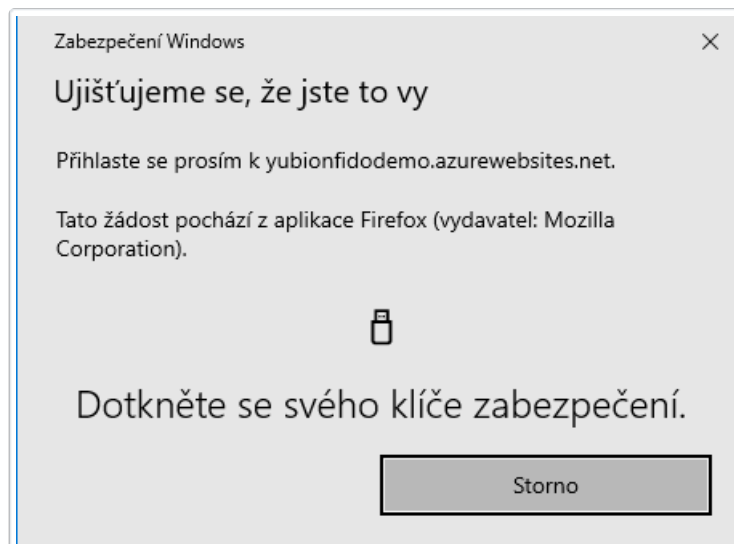 Zabezpečení Windows
Ujišťujeme se, že jste to vy
Přihlaste se prosím k yubionfidodemo.azurewebsites.net.
Tato žádost pochází z aplikace Firefox (vydavatel: Mozilla
Corporation).
Dotkněte se svého klíče zabezpečení.
Storno